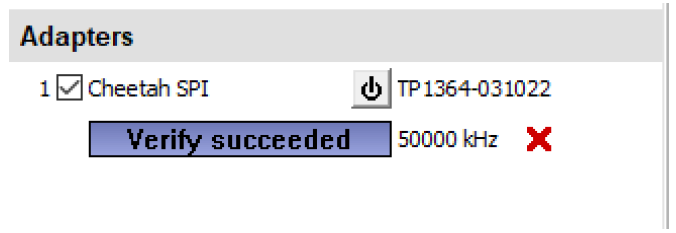 Adapters
1 Cheetah SPI TP1364-031022
Verify succeeded 50000 kHz